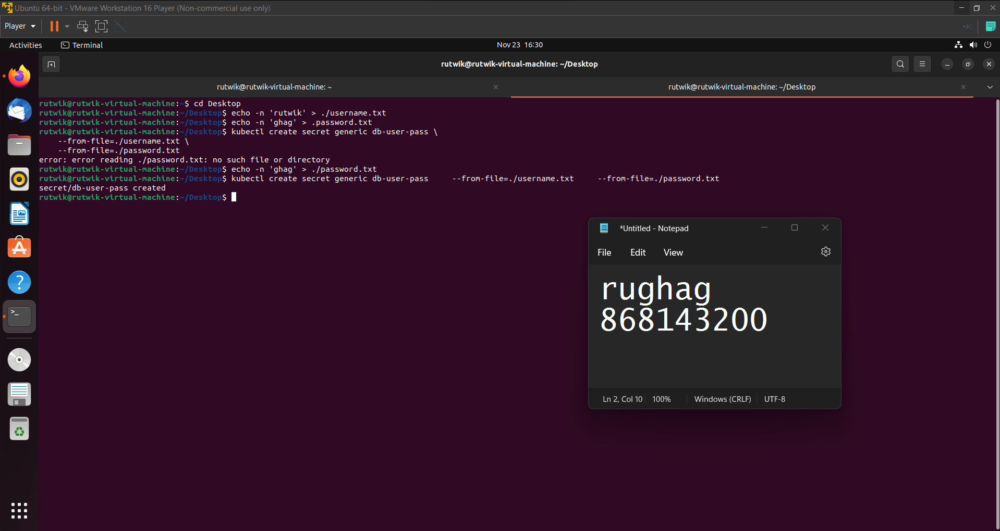 Ubuntu 64-bit - VMware Workstation 16 Player (Non-commercial use only)
Player
Activities
Terminal
Nov 23 16:30
rutwik@rutwik-virtual-machine: ~/Desktop
rutwik@rutwik-virtual-machine: ~
rutwik@rutwik-virtual-machine: ~/Desktop
rutwik@rutwik-virtual-machine:~$ cd Desktop
rutwik@rutwik-virtual-machine:~/Desktop$ echo -n 'rutwik' > ./username.txt
rutwik@rutwik-virtual-machine:~/Desktop$ echo -n 'ghag' > .password.txt
rutwik@rutwik-virtual-machine:~/Desktop$ kubectl create secret generic db-user-pass \
    --from-file=./username.txt \
    --from-file=./password.txt
error: error reading ./password.txt: no such file or directory
rutwik@rutwik-virtual-machine:~/Desktop$ echo -n 'ghag' > ./password.txt
rutwik@rutwik-virtual-machine:~/Desktop$ kubectl create secret generic db-user-pass     --from-file=./username.txt     --from-file=./password.txt
secret/db-user-pass created
rutwik@rutwik-virtual-machine:~/Desktop$
*Untitled - Notepad
File Edit View
rughag
868143200
Ln 2, Col 10 100% Windows (CRLF) UTF-8